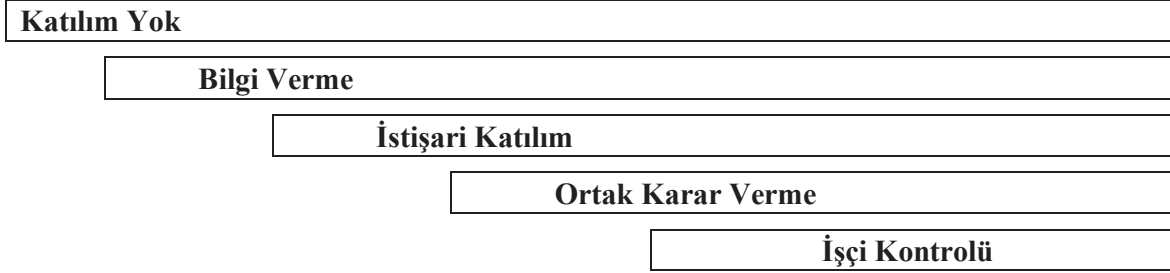 Katılım Yok
Bilgi Verme
İstişari Katılım
Ortak Karar Verme
İşçi Kontrolü